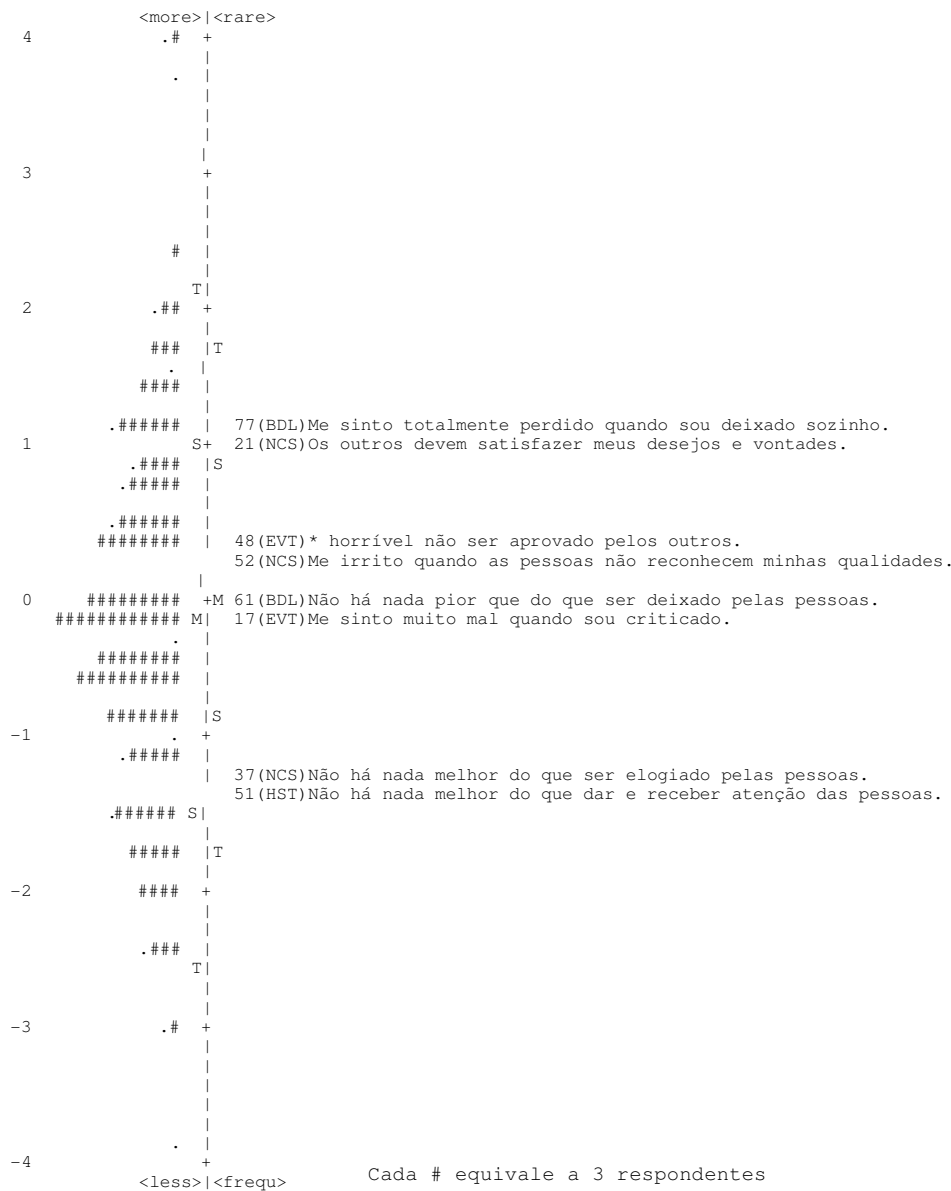 <more>|<rare>
4 .# +
|
. |
|
|
|
|
3 +
|
|
|
# |
|
T|
2 .## +
|
### |T
. |
#### |
|
.###### | 77(BDL)Me sinto totalmente perdido quando sou deixado sozinho.
1 S+ 21(NCS)Os outros devem satisfazer meus desejos e vontades.
.#### |S
.##### |
|
.###### |
######## | 48(EVT)* horrível não ser aprovado pelos outros.
52(NCS)Me irrito quando as pessoas não reconhecem minhas qualidades.
|
0 ######### +M 61(BDL)Não há nada pior que do que ser deixado pelas pessoas.
############ M| 17(EVT)Me sinto muito mal quando sou criticado.
. |
######## |
########## |
|
####### |S
-1 . +
.##### |
| 37(NCS)Não há nada melhor do que ser elogiado pelas pessoas.
51(HST)Não há nada melhor do que dar e receber atenção das pessoas.
.###### S|
|
##### |T
|
-2 #### +
|
|
.### |
T|
|
|
-3 .# +
|
|
|
|
|
. |
-4 +
<less>|<frequ> Cada # equivale a 3 respondentes